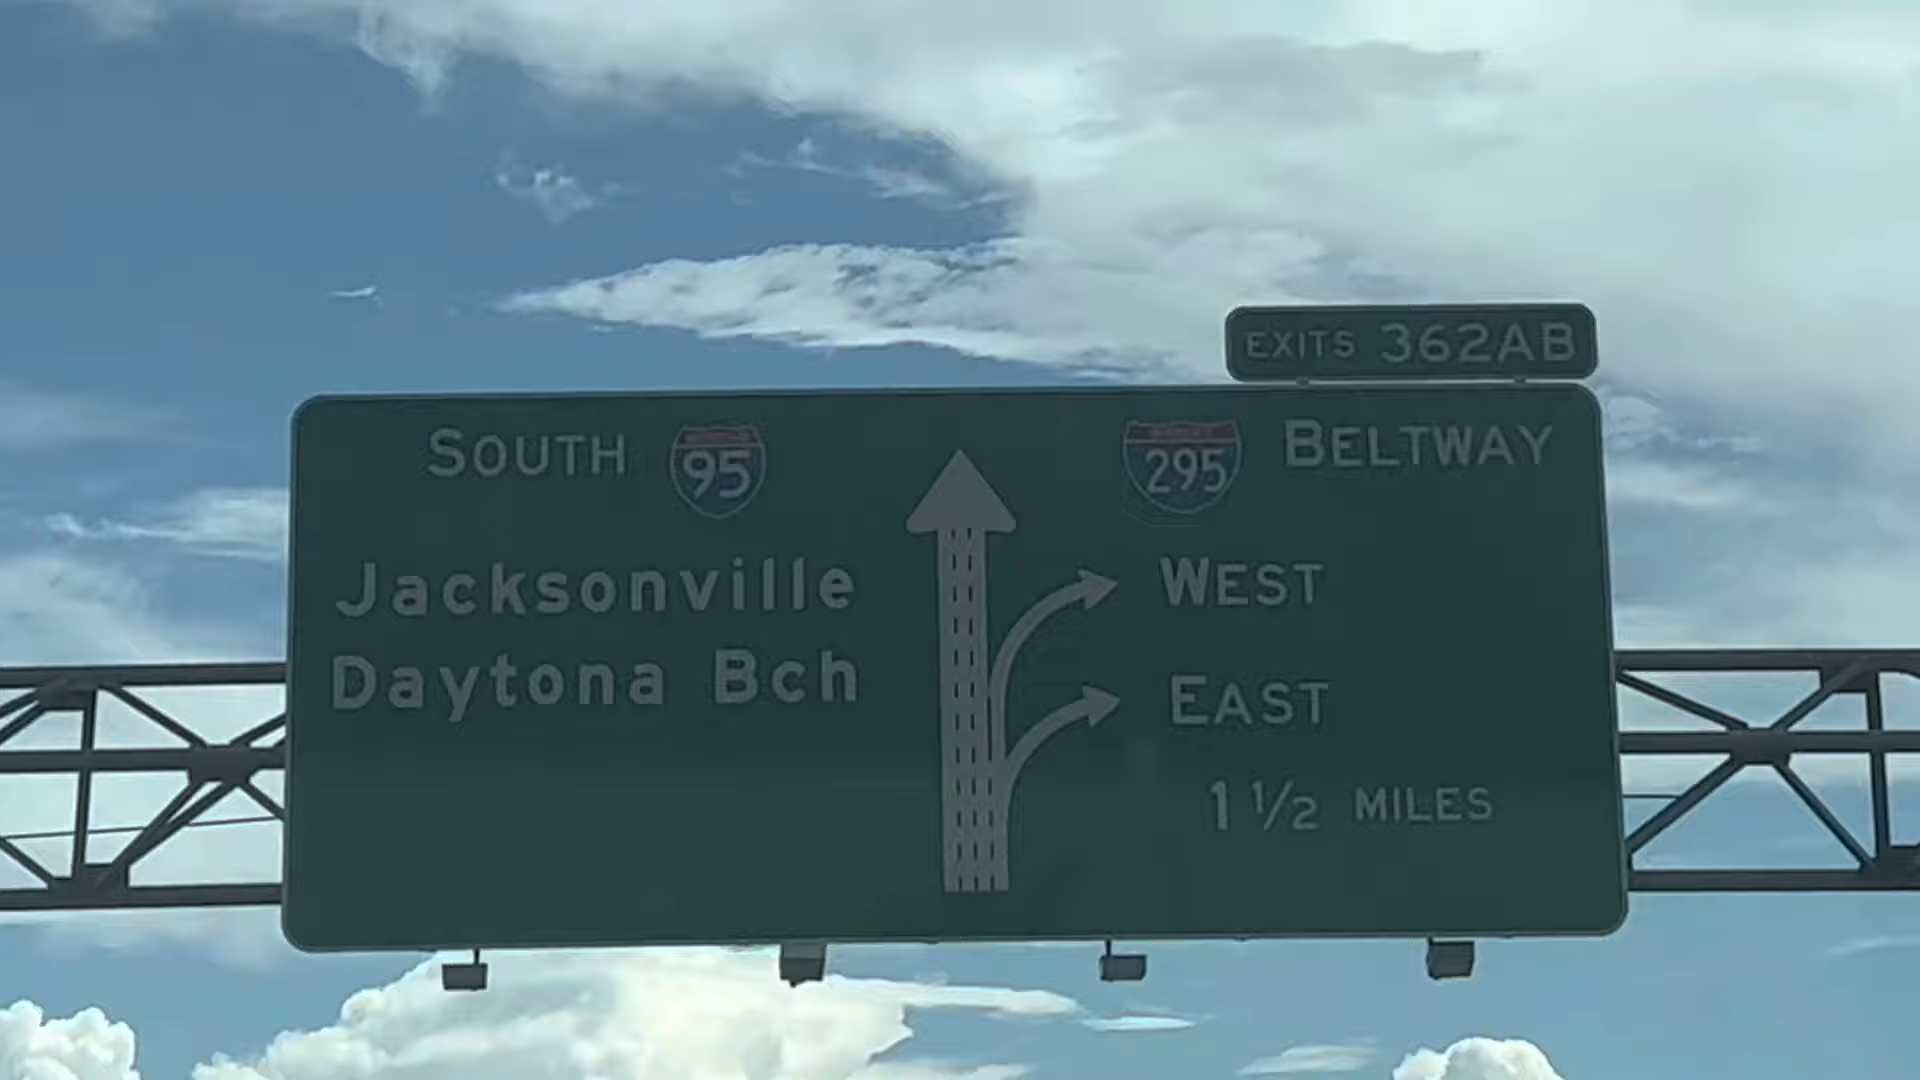 EXITS 362AB
SOUTH 95
Jacksonville
Daytona Bch
295 BELTWAY
WEST
EAST
1 1/2 MILES